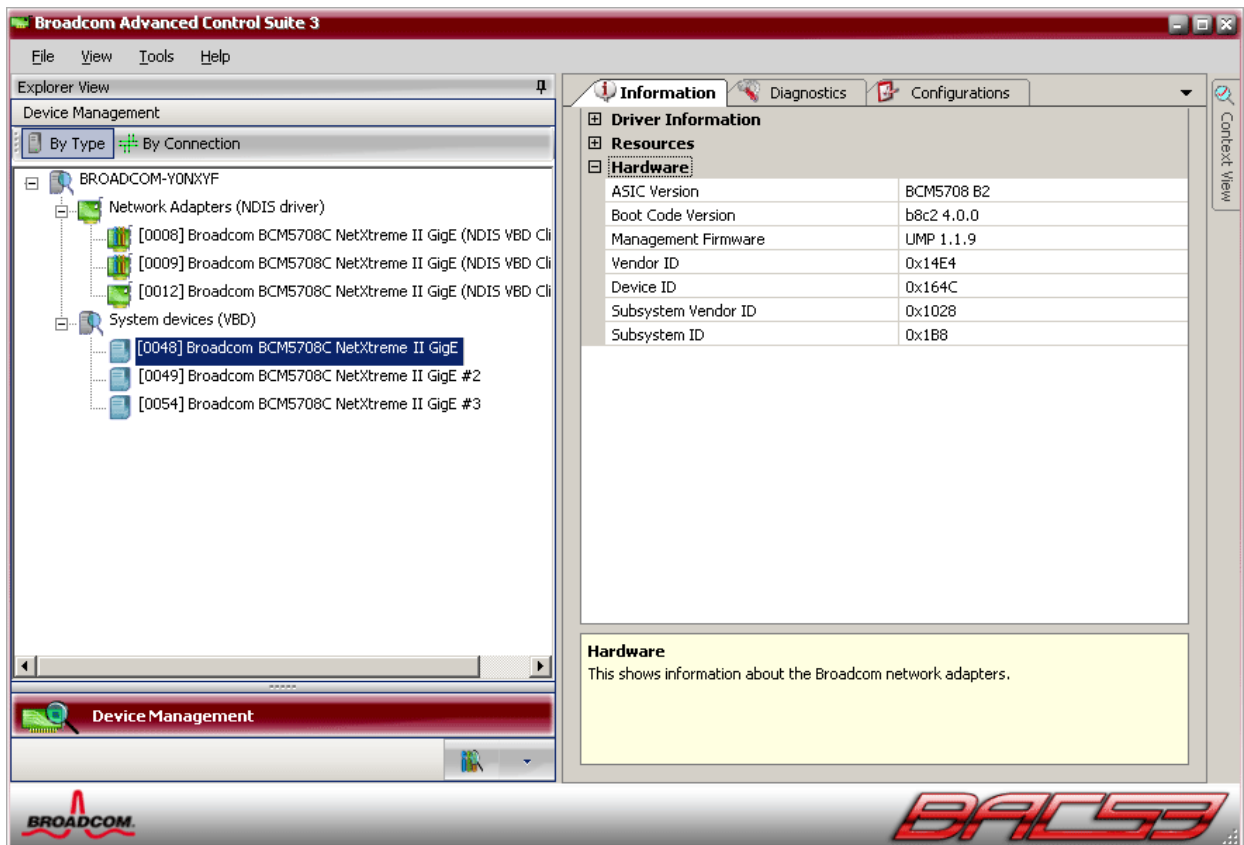 Broadcom Advanced Control Suite 3
File View Tools Help
Explorer View
Device Management
By Type By Connection
BROADCOM-Y0NXYF
Network Adapters (NDIS driver)
[0008] Broadcom BCM5708C NetXtreme II GigE (NDIS VBD Cli
[0009] Broadcom BCM5708C NetXtreme II GigE (NDIS VBD Cli
[0012] Broadcom BCM5708C NetXtreme II GigE (NDIS VBD Cli
System devices (VBD)
[0048] Broadcom BCM5708C NetXtreme II GigE
[0049] Broadcom BCM5708C NetXtreme II GigE #2
[0054] Broadcom BCM5708C NetXtreme II GigE #3
Device Management
Information Diagnostics Configurations
Driver Information
Resources
Hardware
ASIC Version BCM5708 B2
Boot Code Version b8c2 4.0.0
Management Firmware UMP 1.1.9
Vendor ID 0x14E4
Device ID 0x164C
Subsystem Vendor ID 0x1028
Subsystem ID 0x1B8
Hardware
This shows information about the Broadcom network adapters.
Context View
BROADCOM.
BACS3